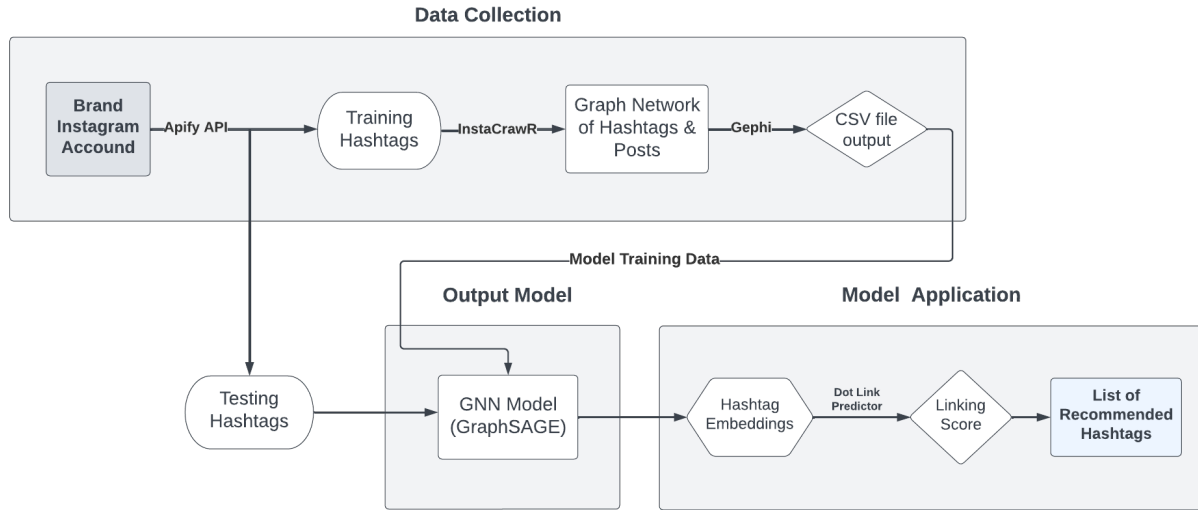 Data Collection
Brand
Instagram
Accound
Apify API
Training
Hashtags
InstaCrawR
Graph Network
of Hashtags &
Posts
Gephi
CSV file
output
Model Training Data
Output Model
Model Application
Testing
Hashtags
GNN Model
(GraphSAGE)
Hashtag
Embeddings
Dot Link
Predictor
Linking
Score
List of
Recommended
Hashtags